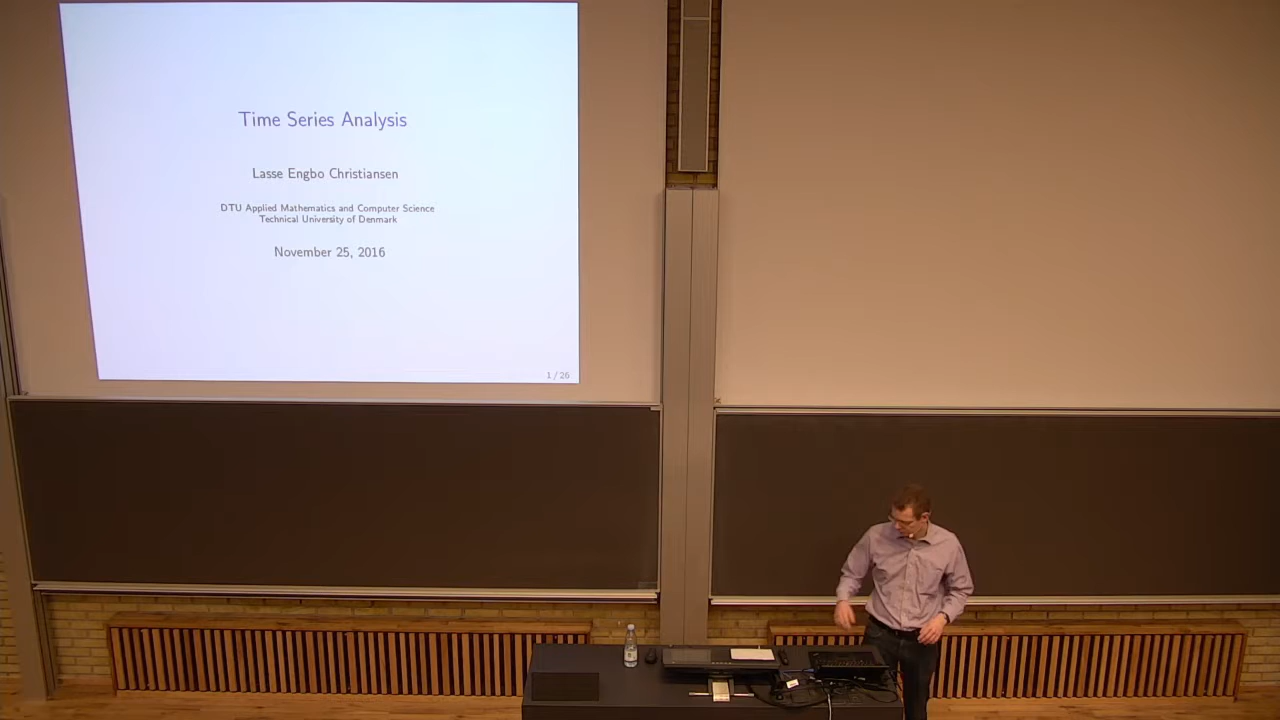 Time Series Analysis
Lasse Engbo Christiansen
DTU Applied Mathematics and Computer Science
Technical University of Denmark
November 25, 2016
1 / 26